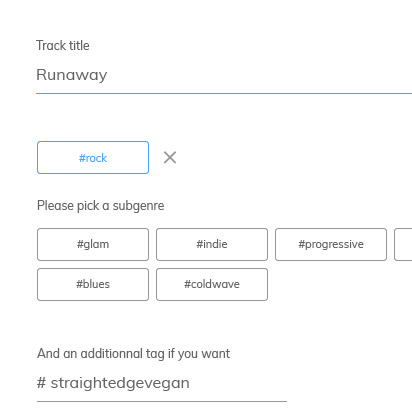 Track title
Runaway
#rock
Please pick a subgenre
#glam #indie #progressive
#blues #coldwave
And an additionnal tag if you want
# straightedgevegan